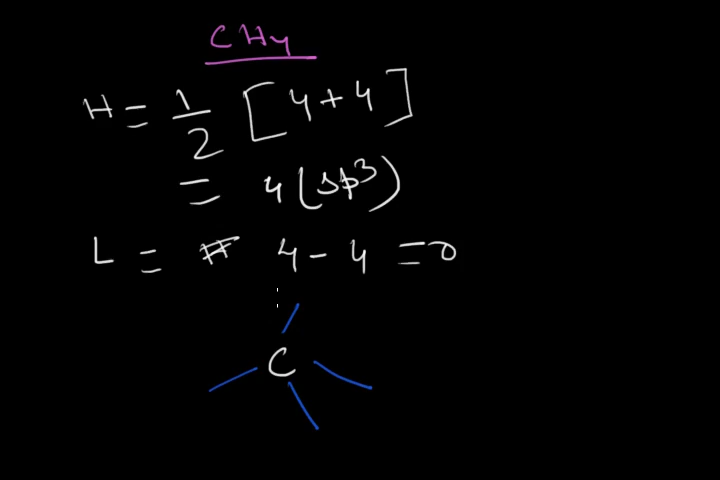 CH4
H = 1/2 [4+4]
= 4(sp3)
L = 4 - 4 = 0
C